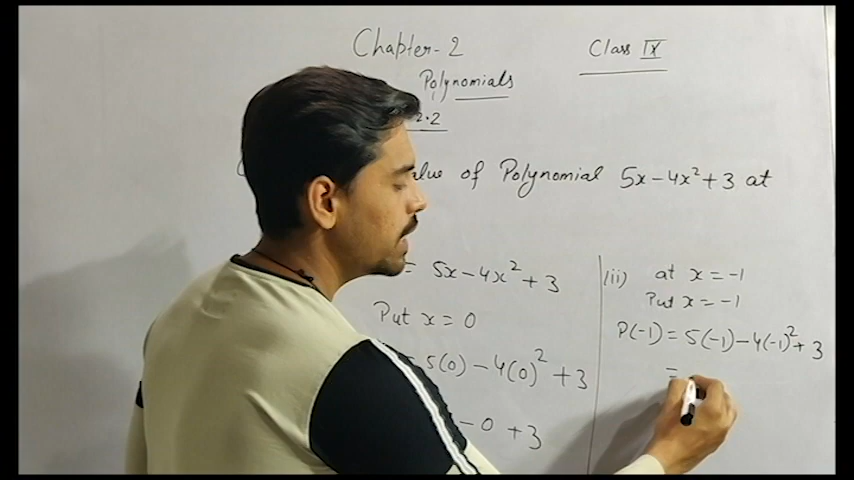 Chapter-2 Class IX
Polynomials
2.2
of Polynomial 5x-4x²+3 at
= 5x-4x²+3
Put x = 0
5(0)-4(0)²+3
-0+3
(ii) at x = -1
Put x = -1
P(-1) = 5(-1)-4(-1)²+3
=